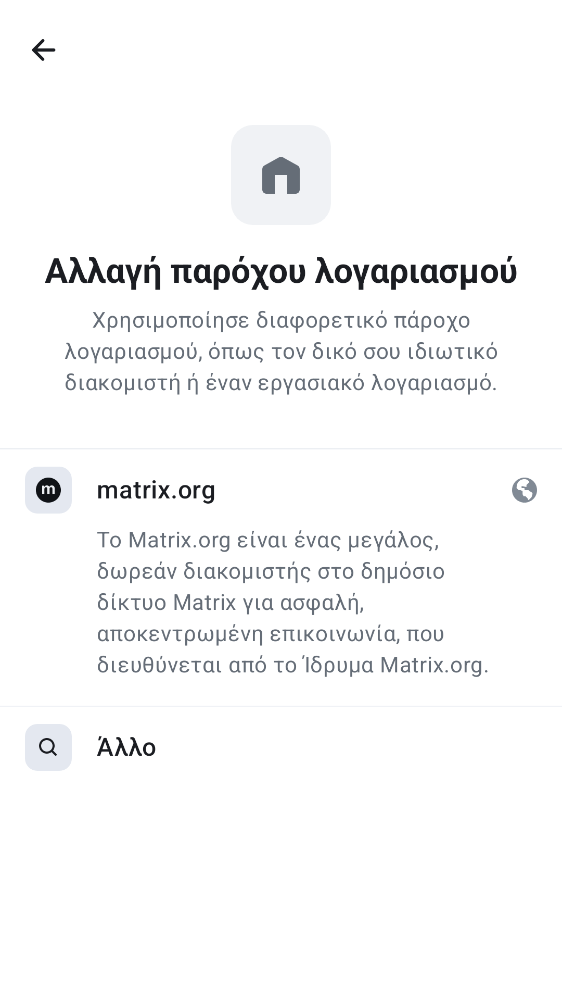 Αλλαγή παρόχου λογαριασμού
Χρησιμοποίησε διαφορετικό πάροχο
λογαριασμού, όπως τον δικό σου ιδιωτικό
διακομιστή ή έναν εργασιακό λογαριασμό.
m
matrix.org
Το Matrix.org είναι ένας μεγάλος,
δωρεάν διακομιστής στο δημόσιο
δίκτυο Matrix για ασφαλή,
αποκεντρωμένη επικοινωνία, που
διευθύνεται από το Ίδρυμα Matrix.org.
Άλλο